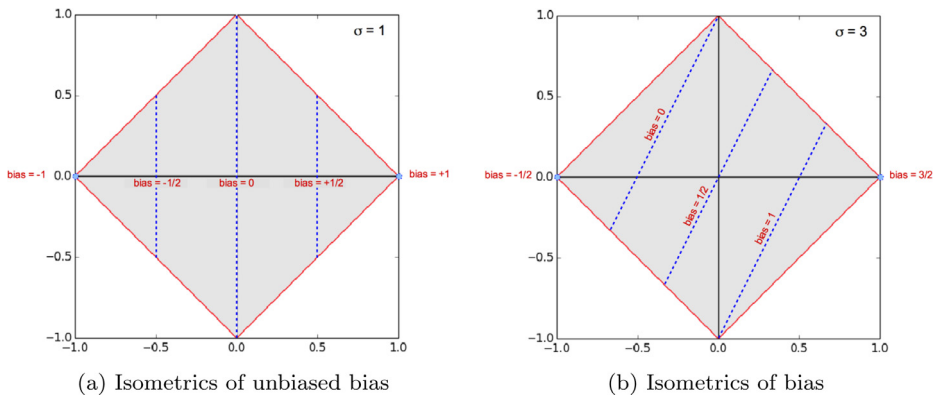 σ = 1
1.0
0.5
0.0
−0.5
−1.0
−1.0
−0.5
0.0
0.5
1.0
bias = -1
bias = -1/2
bias = 0
bias = +1/2
bias = +1
(a) Isometrics of unbiased bias
σ = 3
1.0
0.5
0.0
−0.5
−1.0
−1.0
−0.5
0.0
0.5
1.0
bias = -1/2
bias = 0
bias = 1/2
bias = 1
bias = 3/2
(b) Isometrics of bias